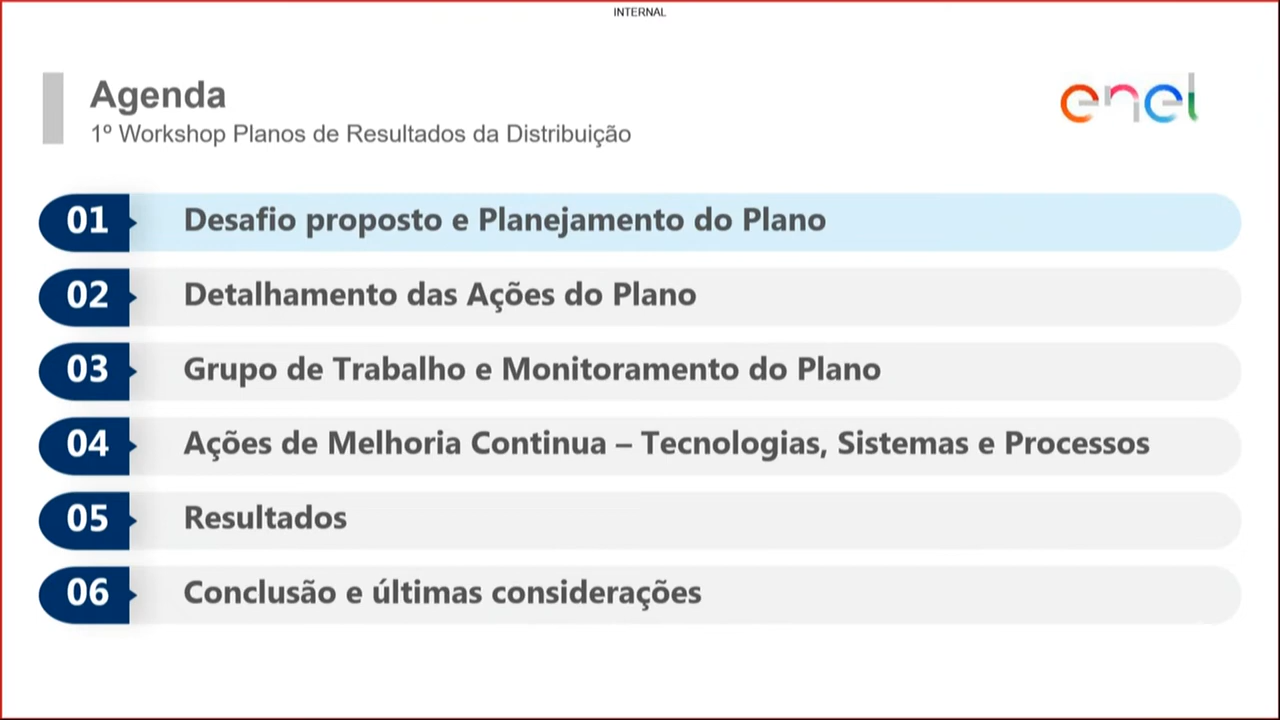 INTERNAL
Agenda
1º Workshop Planos de Resultados da Distribuição
enel
01 Desafio proposto e Planejamento do Plano
02 Detalhamento das Ações do Plano
03 Grupo de Trabalho e Monitoramento do Plano
04 Ações de Melhoria Continua – Tecnologias, Sistemas e Processos
05 Resultados
06 Conclusão e últimas considerações